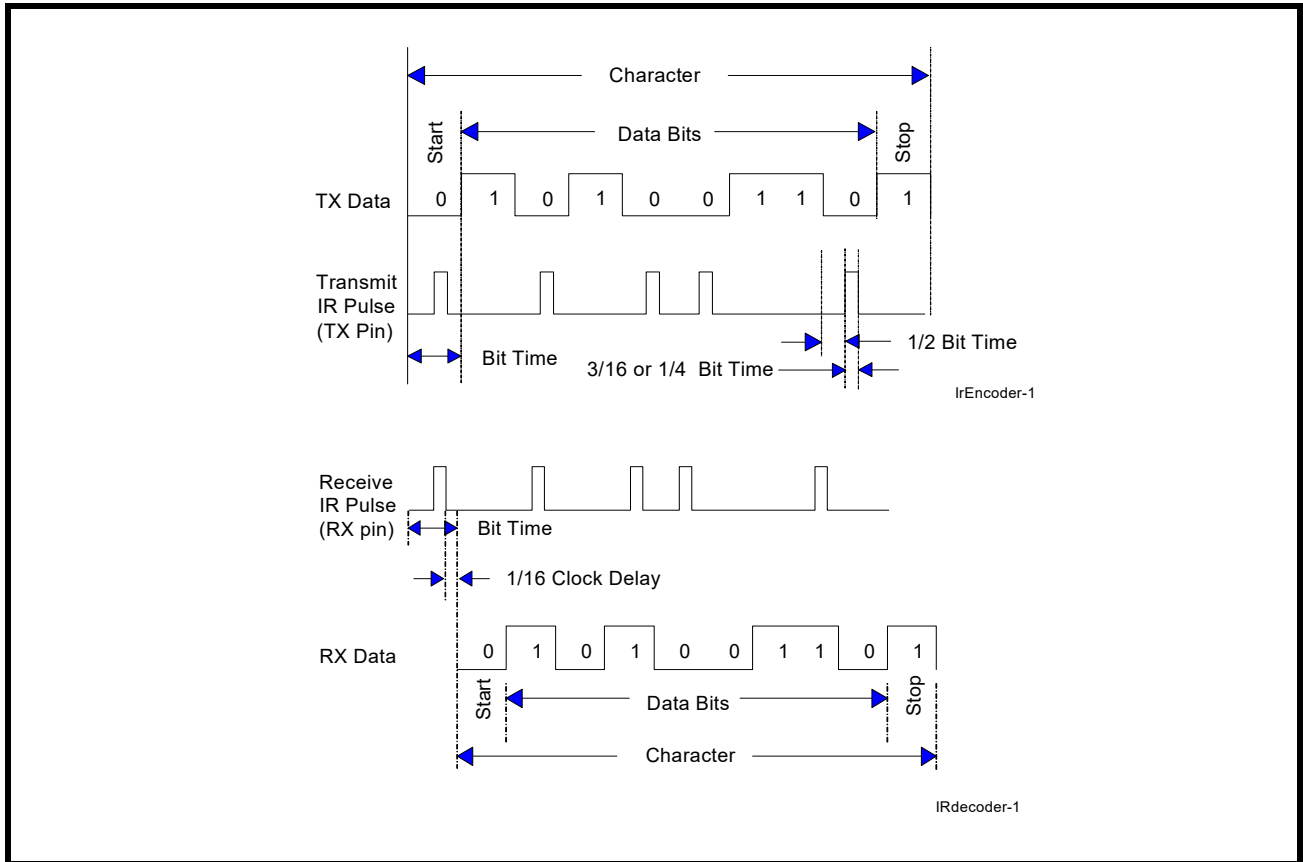 Character
Start
Data Bits
Stop
TX Data
0 1 0 1 0 0 1 1 0 1
Transmit
IR Pulse
(TX Pin)
Bit Time
1/2 Bit Time
3/16 or 1/4 Bit Time
IrEncoder-1
Receive
IR Pulse
(RX pin)
Bit Time
1/16 Clock Delay
RX Data
0 1 0 1 0 0 1 1 0 1
Start
Data Bits
Stop
Character
IRdecoder-1